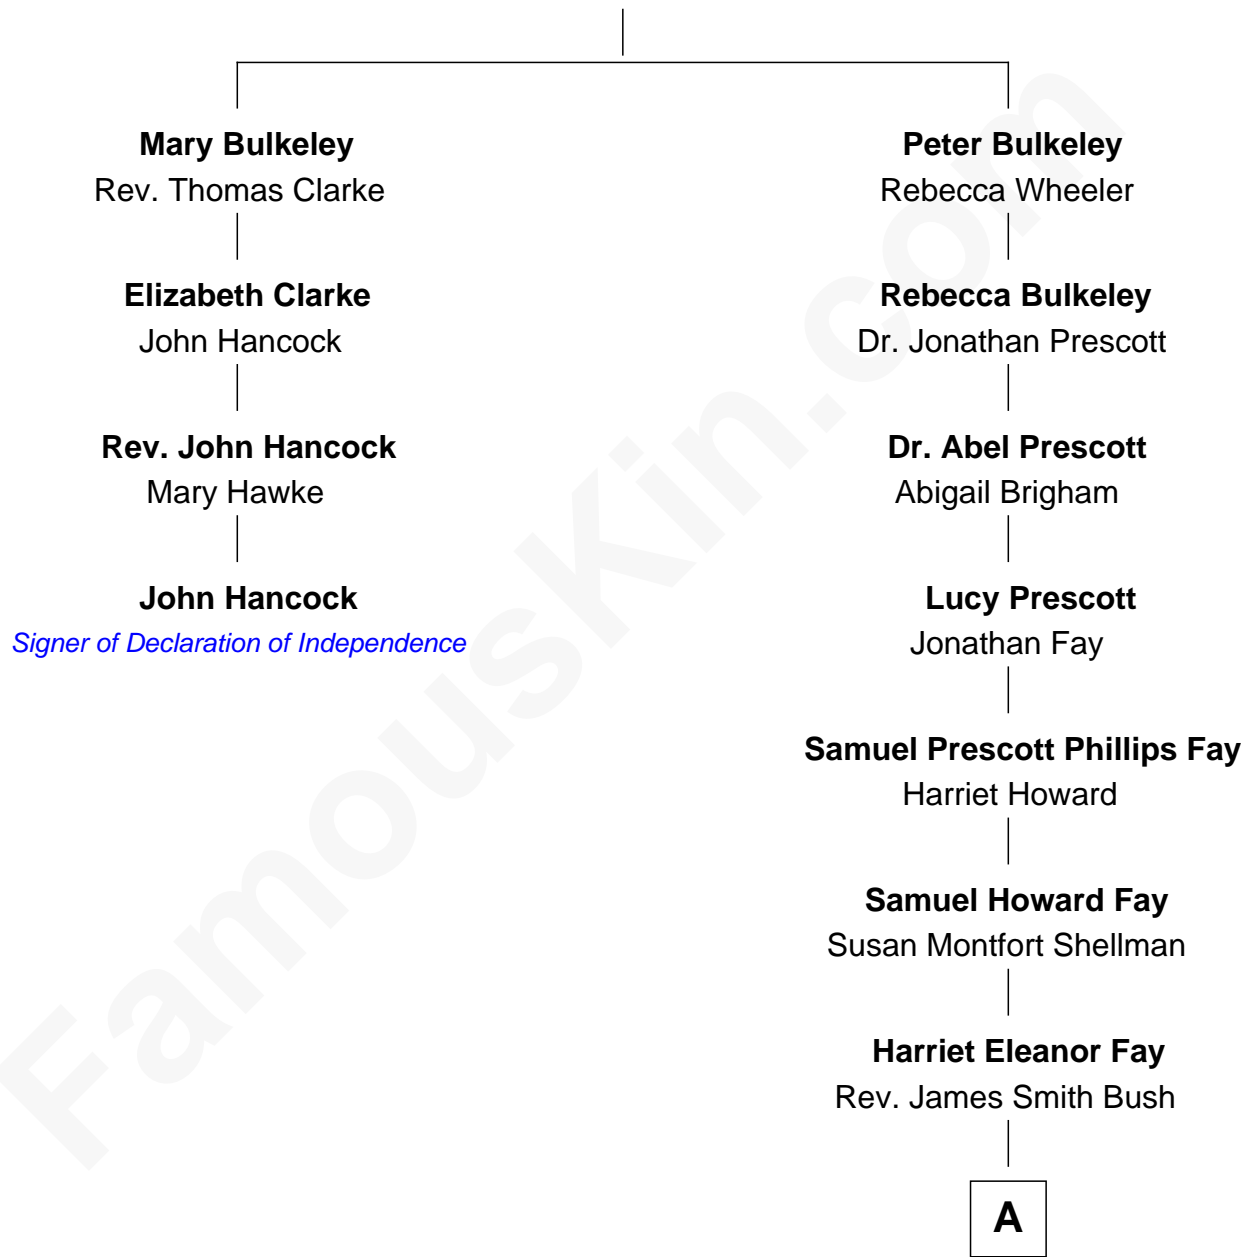 Mary Bulkeley
Rev. Thomas Clarke
Elizabeth Clarke
John Hancock
Rev. John Hancock
Mary Hawke
John Hancock
Signer of Declaration of Independence
Peter Bulkeley
Rebecca Wheeler
Rebecca Bulkeley
Dr. Jonathan Prescott
Dr. Abel Prescott
Abigail Brigham
Lucy Prescott
Jonathan Fay
Samuel Prescott Phillips Fay
Harriet Howard
Samuel Howard Fay
Susan Montfort Shellman
Harriet Eleanor Fay
Rev. James Smith Bush
A
FamousKin.com